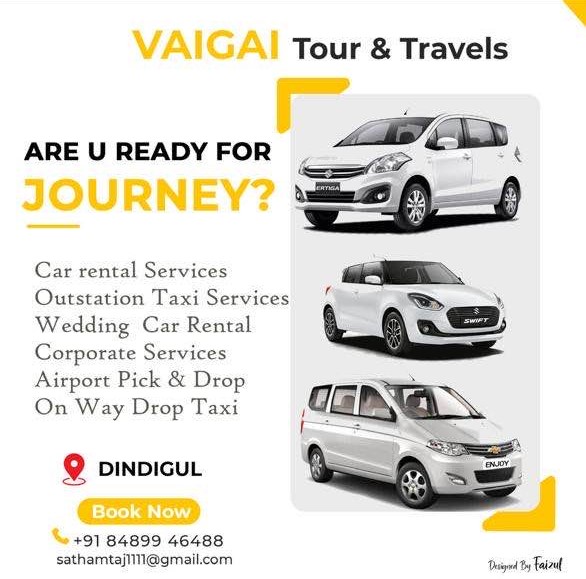 VAIGAI Tour & Travels
ARE U READY FOR
JOURNEY?
ERTIGA
SWIFT
ENJOY
Car rental Services
Outstation Taxi Services
Wedding Car Rental
Corporate Services
Airport Pick & Drop
On Way Drop Taxi
DINDIGUL
Book Now
+91 84899 46488
sathamtaj1111@gmail.com
Designed By Faizul